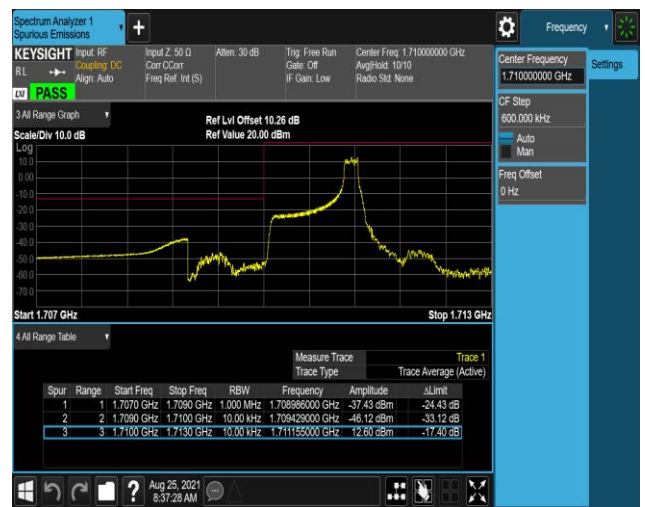 Spectrum Analyzer 1
Spurious Emissions
+
Frequency
KEYSIGHT Input: RF Input Z: 50 Ω Atten: 30 dB Trig: Free Run Center Freq: 1.710000000 GHz
RL Coupling: DC Corr CCorr Gate: Off Avg|Hold: 10/10
Align: Auto Freq Ref: Int (S) IF Gain: Low Radio Std: None
LXI PASS
Center Frequency
1.710000000 GHz
Settings
CF Step
600.000 kHz
Auto
Man
Freq Offset
0 Hz
3 All Range Graph
Ref Lvl Offset 10.26 dB
Scale/Div 10.0 dB Ref Value 20.00 dBm
Log
10.0
0.00
-10.0
-20.0
-30.0
-40.0
-50.0
-60.0
-70.0
Start 1.707 GHz Stop 1.713 GHz
4 All Range Table
Measure Trace Trace 1
Trace Type Trace Average (Active)
Spur Range Start Freq Stop Freq RBW Frequency Amplitude ΔLimit
1 1 1.7070 GHz 1.7090 GHz 1.000 MHz 1.708986000 GHz -37.43 dBm -24.43 dB
2 2 1.7090 GHz 1.7100 GHz 10.00 kHz 1.709429000 GHz -46.12 dBm -33.12 dB
3 3 1.7100 GHz 1.7130 GHz 10.00 kHz 1.711155000 GHz 12.60 dBm -17.40 dB
? Aug 25, 2021
8:37:28 AM